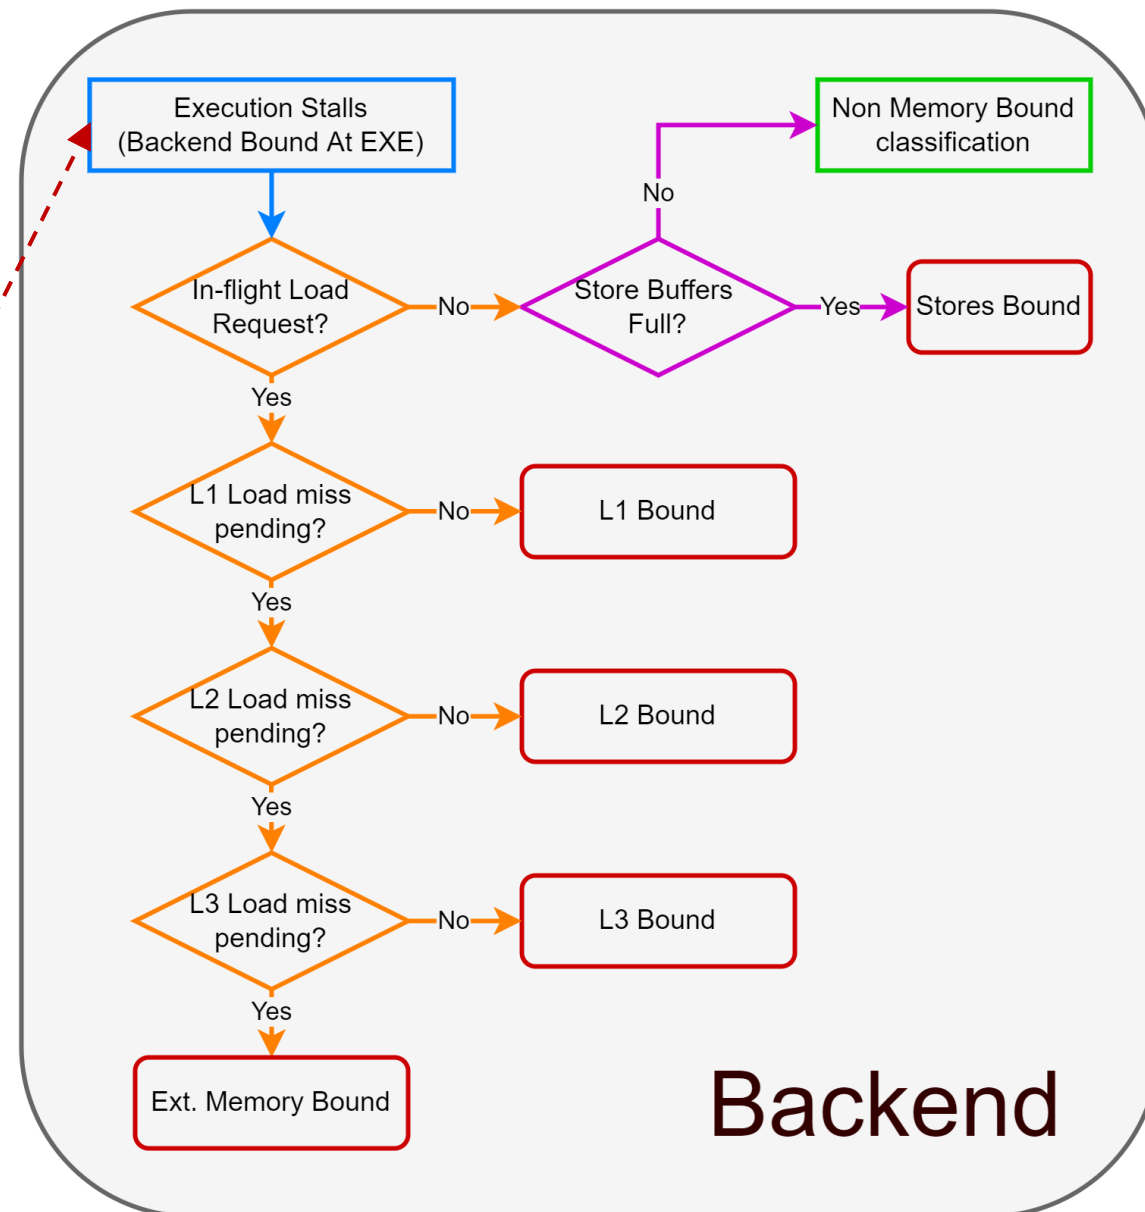 Execution Stalls
(Backend Bound At EXE)
Non Memory Bound
classification
No
In-flight Load
Request?
No
Store Buffers
Full?
Yes
Stores Bound
Yes
L1 Load miss
pending?
No
L1 Bound
Yes
L2 Load miss
pending?
No
L2 Bound
Yes
L3 Load miss
pending?
No
L3 Bound
Yes
Ext. Memory Bound
Backend